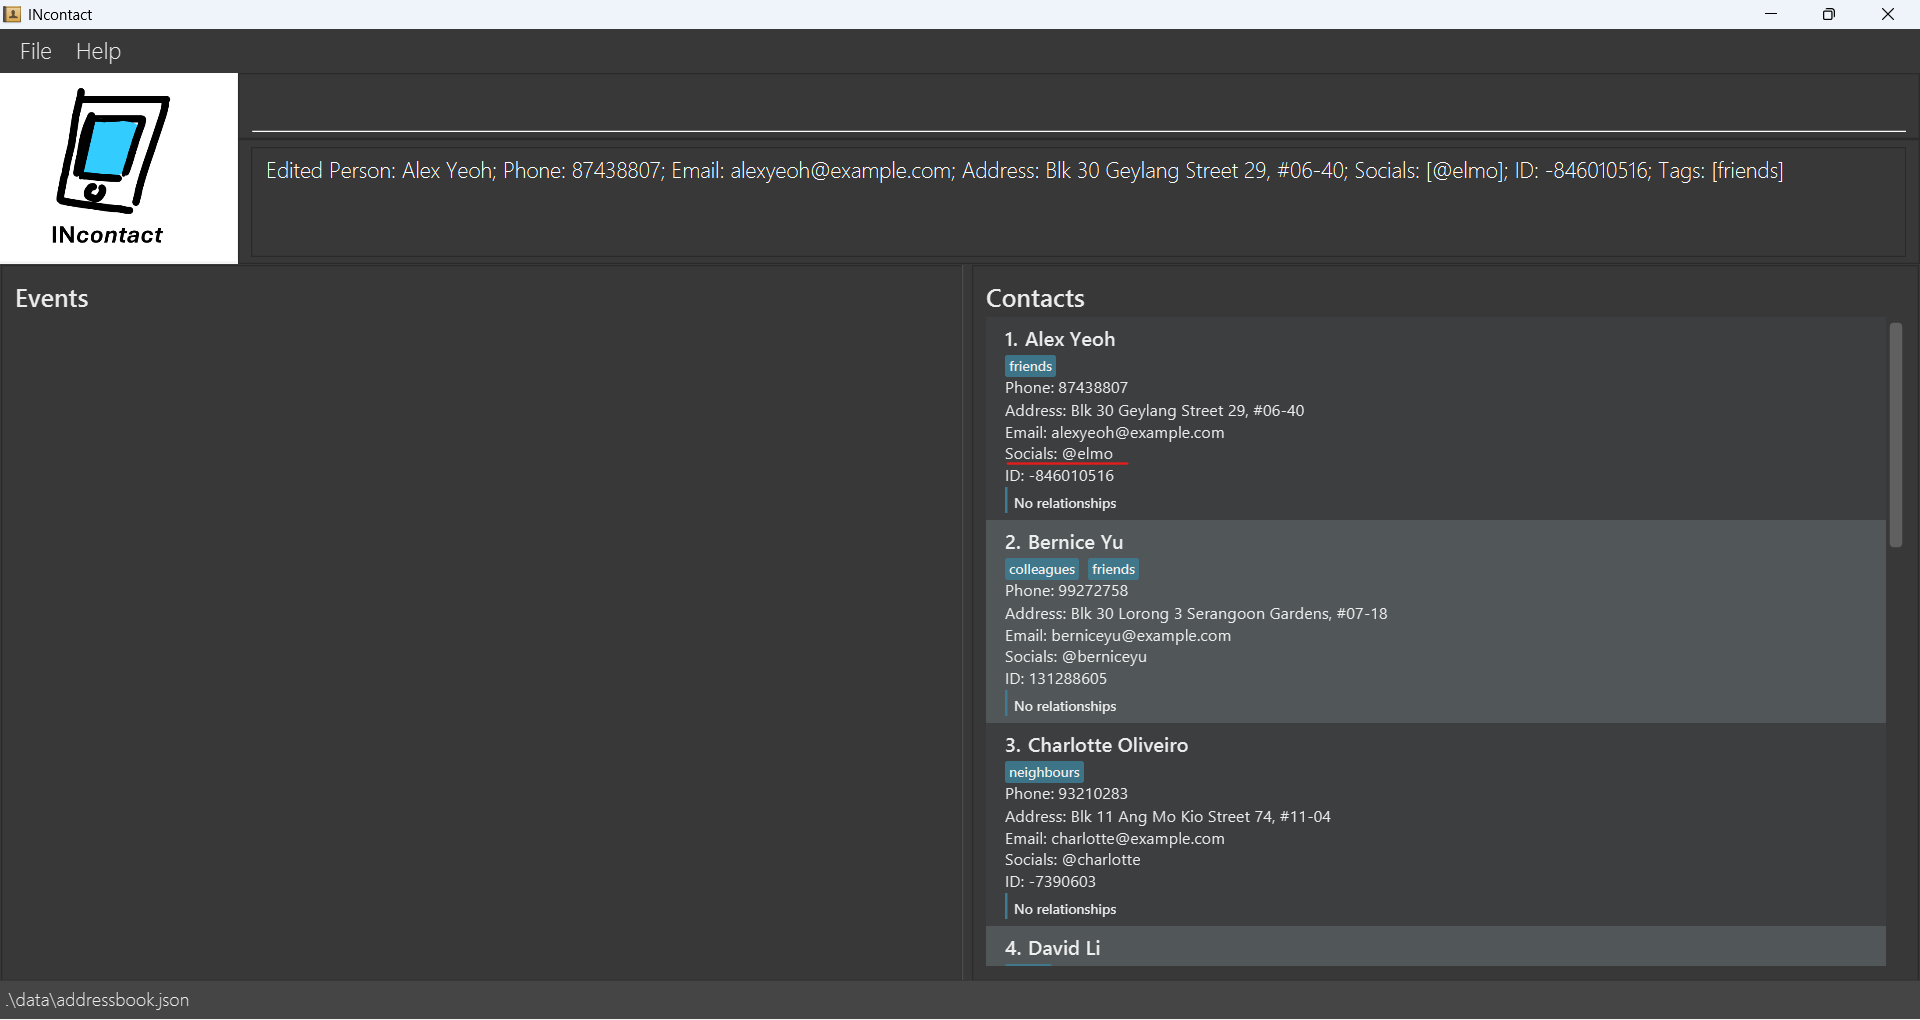 INcontact
File Help
INcontact
Edited Person: Alex Yeoh; Phone: 87438807; Email: alexyeoh@example.com; Address: Blk 30 Geylang Street 29, #06-40; Socials: [@elmo]; ID: -846010516; Tags: [friends]
Events
Contacts
1. Alex Yeoh
friends
Phone: 87438807
Address: Blk 30 Geylang Street 29, #06-40
Email: alexyeoh@example.com
Socials: @elmo
ID: -846010516
No relationships
2. Bernice Yu
colleagues friends
Phone: 99272758
Address: Blk 30 Lorong 3 Serangoon Gardens, #07-18
Email: berniceyu@example.com
Socials: @berniceyu
ID: 131288605
No relationships
3. Charlotte Oliveiro
neighbours
Phone: 93210283
Address: Blk 11 Ang Mo Kio Street 74, #11-04
Email: charlotte@example.com
Socials: @charlotte
ID: -7390603
No relationships
4. David Li
.\data\addressbook.json